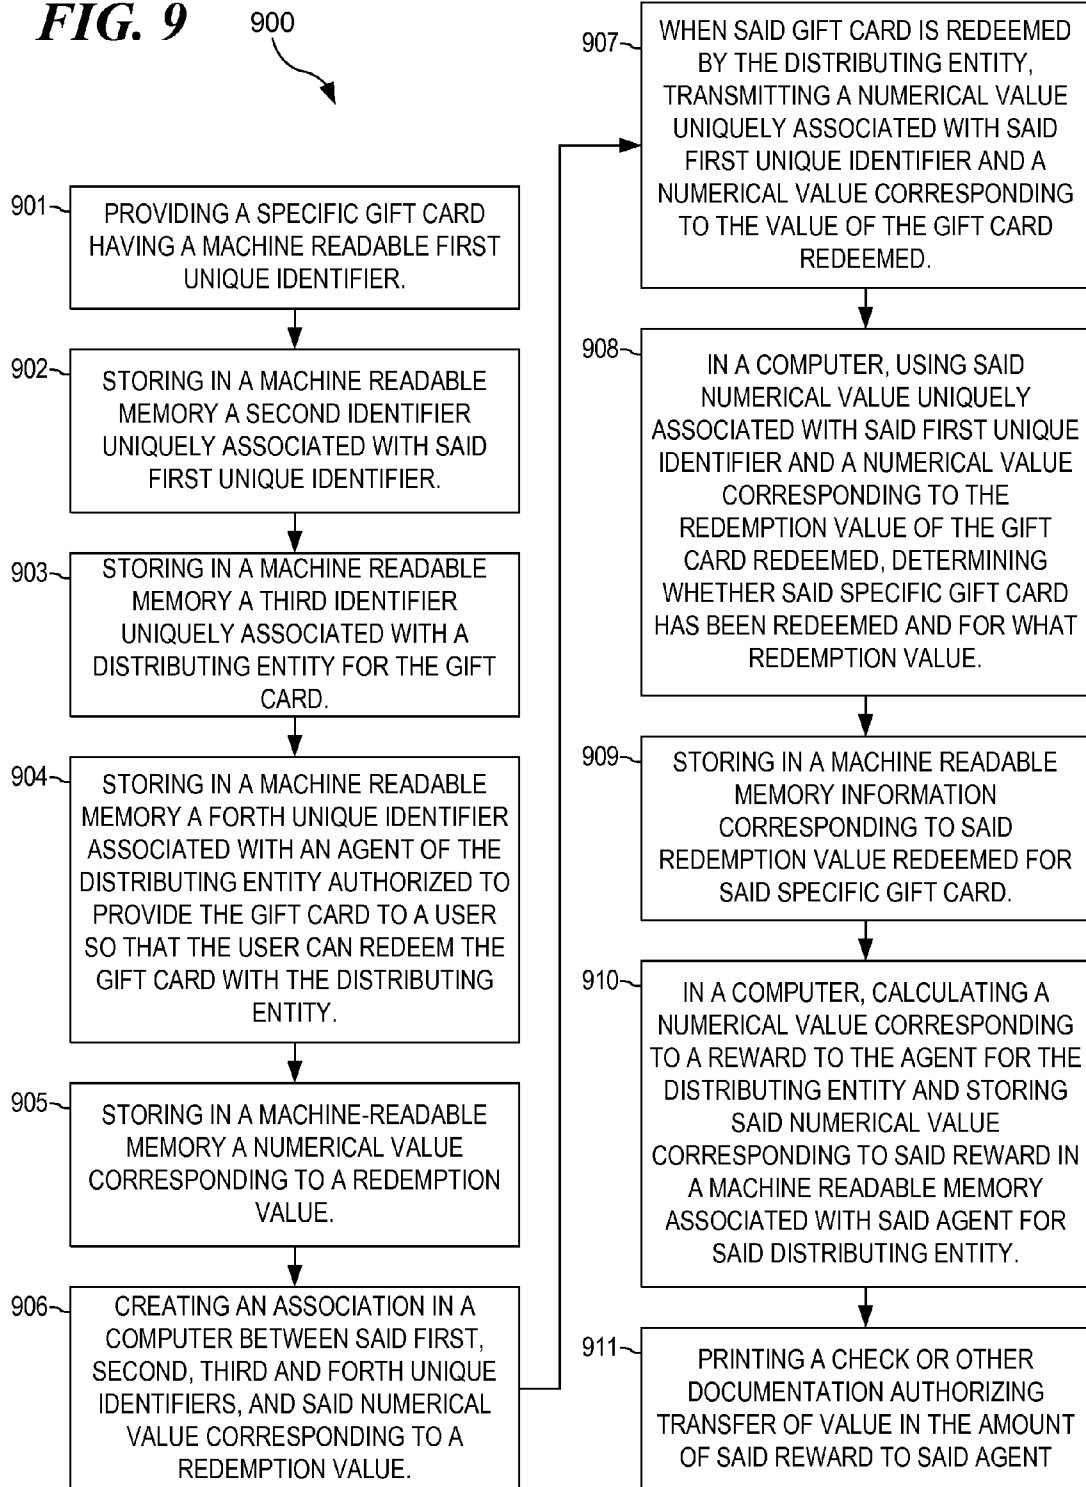 FIG. 9
900
901
PROVIDING A SPECIFIC GIFT CARD
HAVING A MACHINE READABLE FIRST
UNIQUE IDENTIFIER.
902
STORING IN A MACHINE READABLE
MEMORY A SECOND IDENTIFIER
UNIQUELY ASSOCIATED WITH SAID
FIRST UNIQUE IDENTIFIER.
903
STORING IN A MACHINE READABLE
MEMORY A THIRD IDENTIFIER
UNIQUELY ASSOCIATED WITH A
DISTRIBUTING ENTITY FOR THE GIFT
CARD.
904
STORING IN A MACHINE READABLE
MEMORY A FORTH UNIQUE IDENTIFIER
ASSOCIATED WITH AN AGENT OF THE
DISTRIBUTING ENTITY AUTHORIZED TO
PROVIDE THE GIFT CARD TO A USER
SO THAT THE USER CAN REDEEM THE
GIFT CARD WITH THE DISTRIBUTING
ENTITY.
905
STORING IN A MACHINE-READABLE
MEMORY A NUMERICAL VALUE
CORRESPONDING TO A REDEMPTION
VALUE.
906
CREATING AN ASSOCIATION IN A
COMPUTER BETWEEN SAID FIRST,
SECOND, THIRD AND FORTH UNIQUE
IDENTIFIERS, AND SAID NUMERICAL
VALUE CORRESPONDING TO A
REDEMPTION VALUE.
907
WHEN SAID GIFT CARD IS REDEEMED
BY THE DISTRIBUTING ENTITY,
TRANSMITTING A NUMERICAL VALUE
UNIQUELY ASSOCIATED WITH SAID
FIRST UNIQUE IDENTIFIER AND A
NUMERICAL VALUE CORRESPONDING
TO THE VALUE OF THE GIFT CARD
REDEEMED.
908
IN A COMPUTER, USING SAID
NUMERICAL VALUE UNIQUELY
ASSOCIATED WITH SAID FIRST UNIQUE
IDENTIFIER AND A NUMERICAL VALUE
CORRESPONDING TO THE
REDEMPTION VALUE OF THE GIFT
CARD REDEEMED, DETERMINING
WHETHER SAID SPECIFIC GIFT CARD
HAS BEEN REDEEMED AND FOR WHAT
REDEMPTION VALUE.
909
STORING IN A MACHINE READABLE
MEMORY INFORMATION
CORRESPONDING TO SAID
REDEMPTION VALUE REDEEMED FOR
SAID SPECIFIC GIFT CARD.
910
IN A COMPUTER, CALCULATING A
NUMERICAL VALUE CORRESPONDING
TO A REWARD TO THE AGENT FOR THE
DISTRIBUTING ENTITY AND STORING
SAID NUMERICAL VALUE
CORRESPONDING TO SAID REWARD IN
A MACHINE READABLE MEMORY
ASSOCIATED WITH SAID AGENT FOR
SAID DISTRIBUTING ENTITY.
911
PRINTING A CHECK OR OTHER
DOCUMENTATION AUTHORIZING
TRANSFER OF VALUE IN THE AMOUNT
OF SAID REWARD TO SAID AGENT